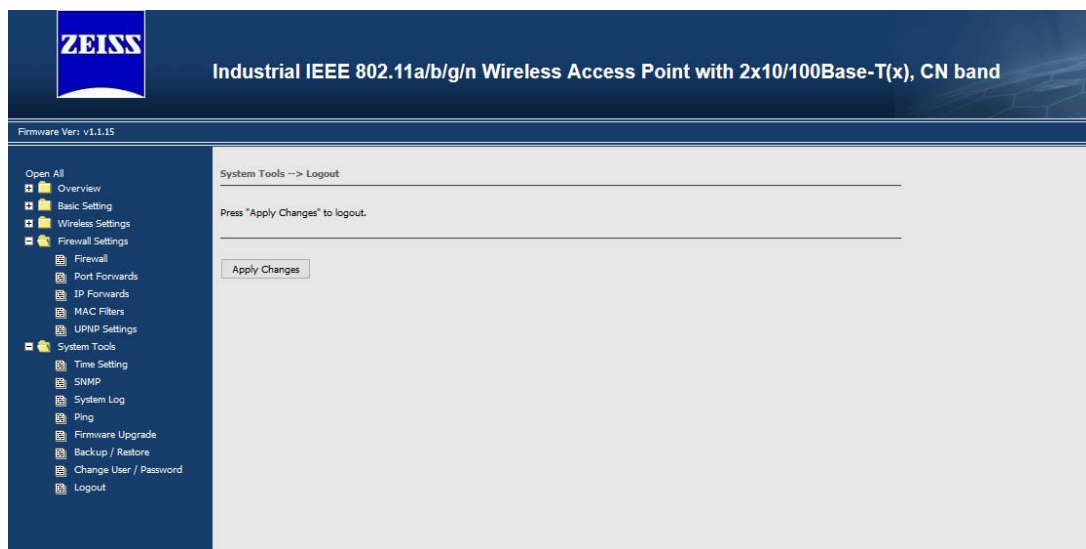 ZEISS
Industrial IEEE 802.11a/b/g/n Wireless Access Point with 2x10/100Base-T(x), CN band
Firmware Ver: v1.1.15
Open All
Overview
Basic Setting
Wireless Settings
Firewall Settings
Firewall
Port Forwards
IP Forwards
MAC Filters
UPNP Settings
System Tools
Time Setting
SNMP
System Log
Ping
Firmware Upgrade
Backup / Restore
Change User / Password
Logout
System Tools --> Logout
Press "Apply Changes" to logout.
Apply Changes